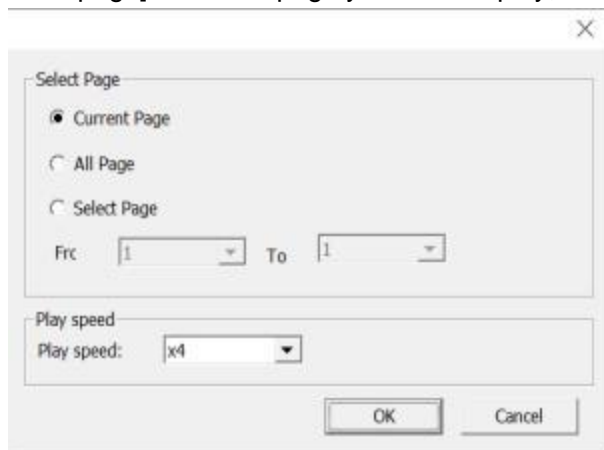 Select Page
Current Page
All Page
Select Page
Frc 1 To 1
Play speed
Play speed: x4
OK Cancel